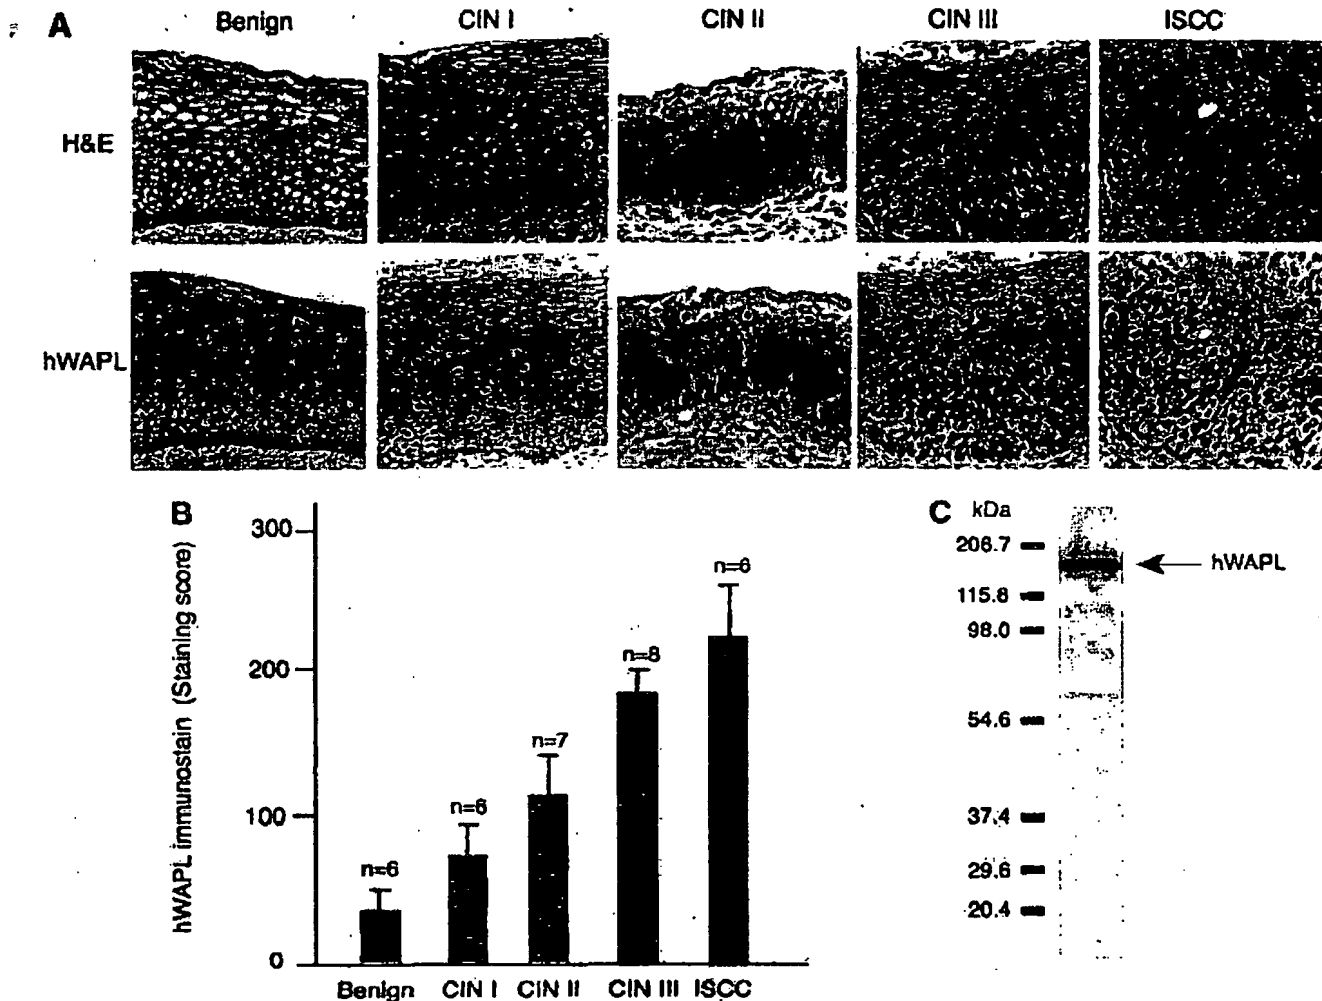 A
Benign CIN I CIN II CIN III ISCC
H&E
hWAPL
B
hWAPL immunostain (Staining score)
300
200
100
0
n=6
n=6
n=7
n=8
n=6
Benign CIN I CIN II CIN III ISCC
C kDa
206.7
115.8
98.0
54.6
37.4
29.6
20.4
hWAPL